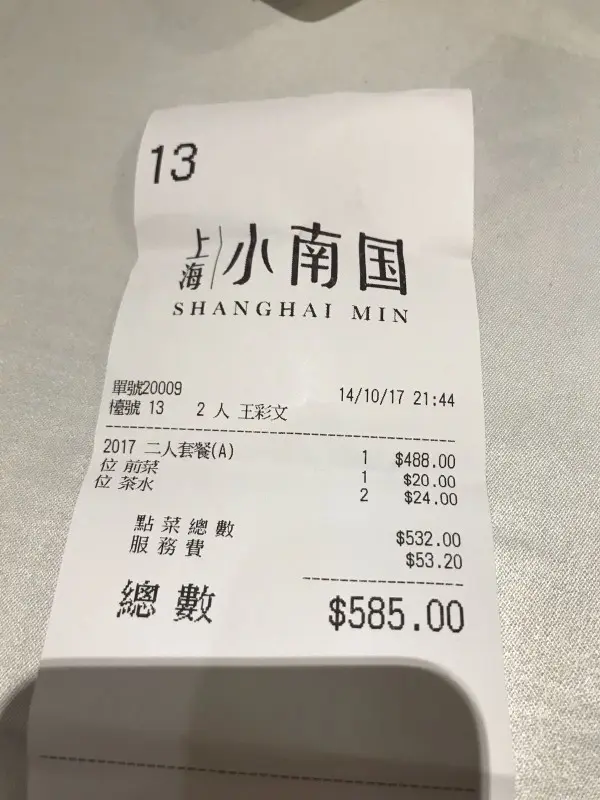 13
上海 小南国
SHANGHAI MIN
單號20009 14/10/17 21:44
檯號 13 2 人 王彩文
2017 二人套餐(A) 1 $488.00
位 前菜 1 $20.00
位 茶水 2 $24.00
點菜總數 $532.00
服務費 $53.20
總數 $585.00